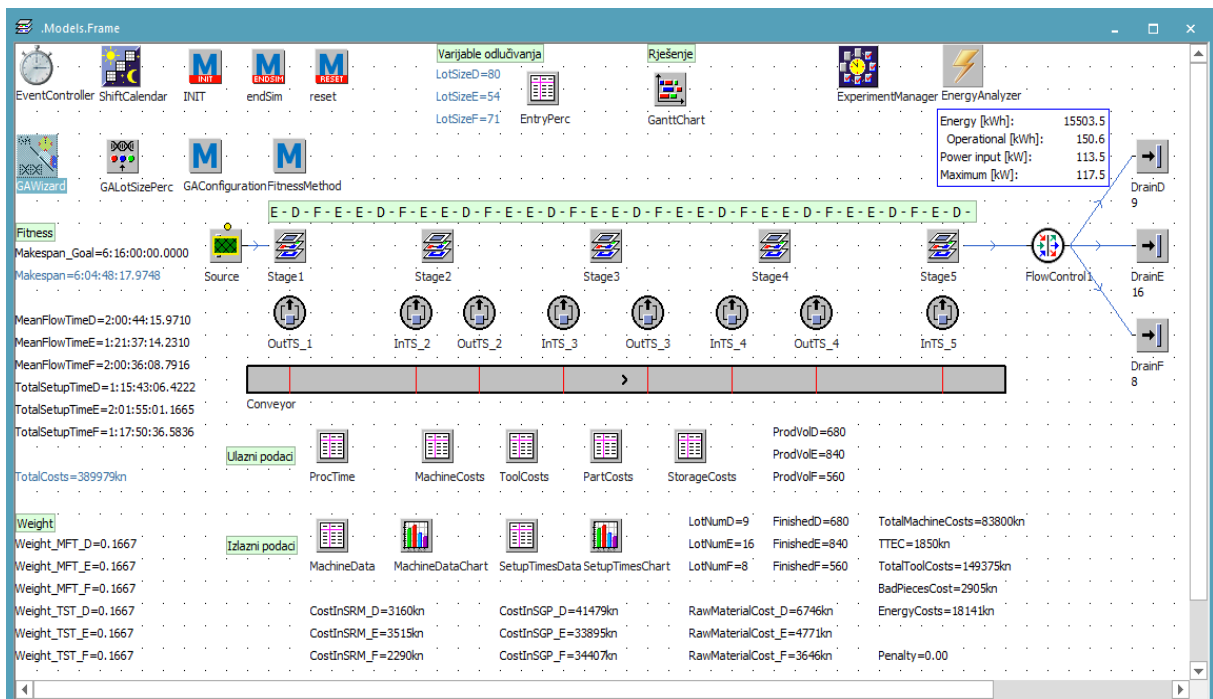 .Models.Frame
INIT
ENDSIM
RESET
EventController
ShiftCalendar
INIT
endSim
reset
Varijable odlučivanja
LotSizeD=80
LotSizeE=54
LotSizeF=71
EntryPerc
Rješenje
GanttChart
ExperimentManager
EnergyAnalyzer
Energy [kWh]: 15503.5
Operational [kWh]: 150.6
Power input [kW]: 113.5
Maximum [kW]: 117.5
GAWizard
GALotSizePerc
GAConfiguration
FitnessMethod
E - D - F - E - E - D - F - E - E - D - F - E - E - D - F - E - E - D - F - E - E - D - F - E - E - D - F - E - D -
Fitness
Makespan_Goal=6:16:00:00.0000
Makespan=6:04:48:17.9748
Source
Stage1
Stage2
Stage3
Stage4
Stage5
FlowControl1
DrainD
9
DrainE
16
DrainF
8
MeanFlowTimeD=2:00:44:15.9710
MeanFlowTimeE=1:21:37:14.2310
MeanFlowTimeF=2:00:36:08.7916
TotalSetupTimeD=1:15:43:06.4222
TotalSetupTimeE=2:01:55:01.1665
TotalSetupTimeF=1:17:50:36.5836
TotalCosts=389979kn
OutTS_1
InTS_2
OutTS_2
InTS_3
OutTS_3
InTS_4
OutTS_4
InTS_5
Conveyor
Ulazni podaci
ProcTime
MachineCosts
ToolCosts
PartCosts
StorageCosts
ProdVolD=680
ProdVolE=840
ProdVolF=560
Weight
Weight_MFT_D=0.1667
Weight_MFT_E=0.1667
Weight_MFT_F=0.1667
Weight_TST_D=0.1667
Weight_TST_E=0.1667
Weight_TST_F=0.1667
Izlazni podaci
MachineData
MachineDataChart
SetupTimesData
SetupTimesChart
LotNumD=9
LotNumE=16
LotNumF=8
FinishedD=680
FinishedE=840
FinishedF=560
TotalMachineCosts=83800kn
TTEC=1850kn
TotalToolCosts=149375kn
BadPiecesCost=2905kn
EnergyCosts=18141kn
Penalty=0.00
CostInSRM_D=3160kn
CostInSRM_E=3515kn
CostInSRM_F=2290kn
CostInSGP_D=41479kn
CostInSGP_E=33895kn
CostInSGP_F=34407kn
RawMaterialCost_D=6746kn
RawMaterialCost_E=4771kn
RawMaterialCost_F=3646kn